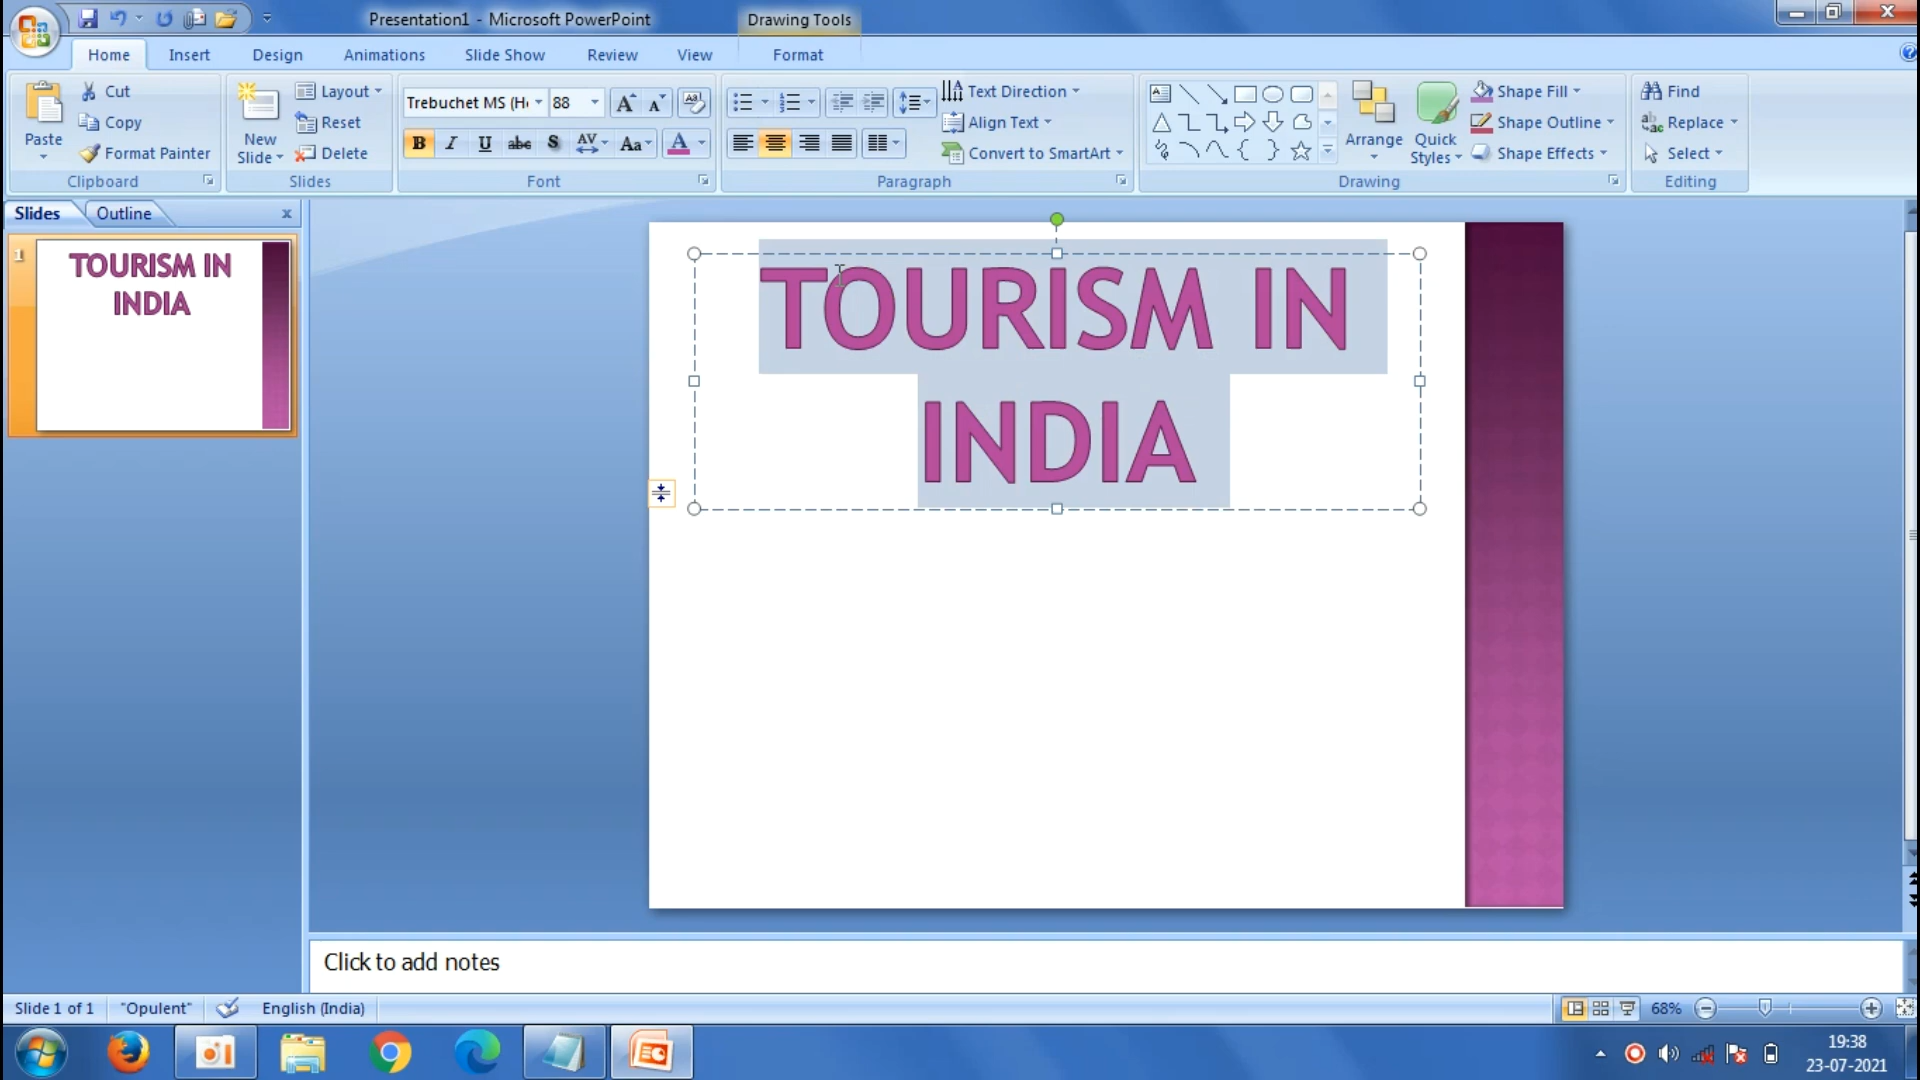 Presentation1 - Microsoft PowerPoint
Drawing Tools
Home Insert Design Animations Slide Show Review View Format
Paste
Cut
Copy
Format Painter
Clipboard
New Slide
Layout
Reset
Delete
Slides
Trebuchet MS (H 88
B I U abc S AV Aa A
Font
Text Direction
Align Text
Convert to SmartArt
Paragraph
Arrange
Quick Styles
Shape Fill
Shape Outline
Shape Effects
Drawing
Find
Replace
Select
Editing
Slides Outline x
1
TOURISM IN
INDIA
TOURISM IN
INDIA
Click to add notes
Slide 1 of 1 "Opulent" English (India) 68%
19:38
23-07-2021